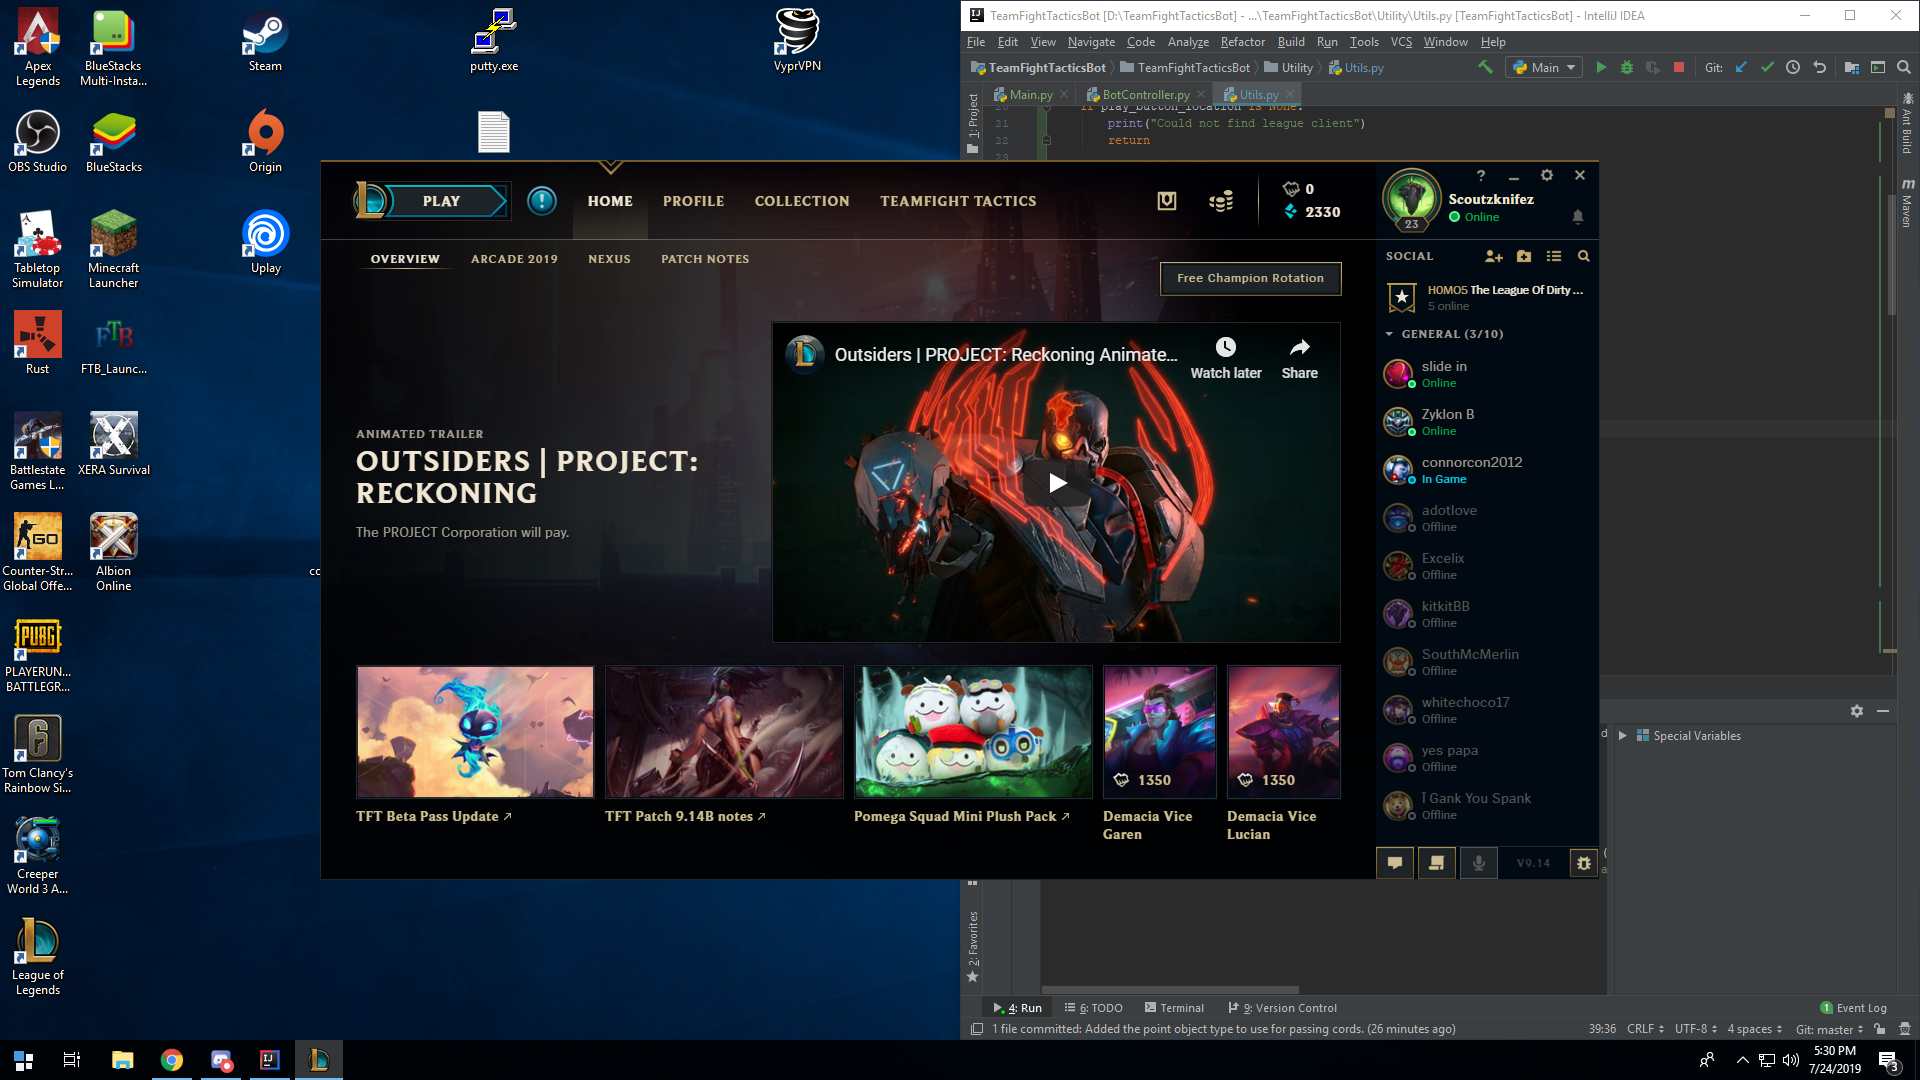 Apex
Legends
BlueStacks
Multi-Insta...
Steam
putty.exe
VyprVPN
OBS Studio
BlueStacks
Origin
Tabletop
Simulator
Minecraft
Launcher
Uplay
Rust
FTB
FTB_Launc...
Battlestate
Games L...
XERA Survival
GO
Counter-Str...
Global Offe...
Albion
Online
PUBG
PLAYERUN...
BATTLEGR...
Tom Clancy's
Rainbow Si...
Creeper
World 3 A...
League of
Legends
TeamFightTacticsBot [D:\TeamFightTacticsBot] - ...\TeamFightTacticsBot\Utility\Utils.py [TeamFightTacticsBot] - IntelliJ IDEA
File Edit View Navigate Code Analyze Refactor Build Run Tools VCS Window Help
TeamFightTacticsBot TeamFightTacticsBot Utility Utils.py Main Git:
1: Project
Main.py BotController.py Utils.py
if play_button_location is None:
21 print("Could not find league client")
22 return
23
Ant Build
Maven
PLAY
HOME PROFILE COLLECTION TEAMFIGHT TACTICS
0
2330
23
Scoutzknifez
Online
OVERVIEW ARCADE 2019 NEXUS PATCH NOTES
Free Champion Rotation
SOCIAL
H0MO5 The League Of Dirty ...
5 online
GENERAL (3/10)
slide in
Online
Zyklon B
Online
connorcon2012
In Game
adotlove
Offline
Excelix
Offline
kitkitBB
Offline
SouthMcMerlin
Offline
whitechoco17
Offline
yes papa
Offline
Ï Gank You Spank
Offline
V9.14
Outsiders | PROJECT: Reckoning Animate...
Watch later
Share
ANIMATED TRAILER
OUTSIDERS | PROJECT:
RECKONING
The PROJECT Corporation will pay.
1350
1350
TFT Beta Pass Update
TFT Patch 9.14B notes
Pomega Squad Mini Plush Pack
Demacia Vice
Garen
Demacia Vice
Lucian
Special Variables
2: Favorites
4: Run 6: TODO Terminal 9: Version Control
1 Event Log
1 file committed: Added the point object type to use for passing cords. (26 minutes ago)
39:36 CRLF UTF-8 4 spaces Git: master
5:30 PM
7/24/2019
3